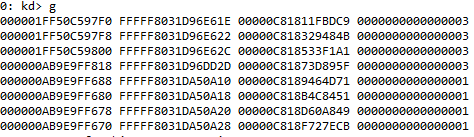 0: kd> g
000001FF50C597F0 FFFFF8031D96E61E 00000C81811FBDC9 0000000000000003
000001FF50C597F8 FFFFF8031D96E622 00000C818329484B 0000000000000003
000001FF50C59800 FFFFF8031D96E62C 00000C818533F1A1 0000000000000003
000000AB9E9FF818 FFFFF8031D96DD2D 00000C81873D895F 0000000000000003
000000AB9E9FF688 FFFFF8031DA50A10 00000C8189464D71 0000000000000001
000000AB9E9FF680 FFFFF8031DA50A18 00000C818B4C8451 0000000000000001
000000AB9E9FF678 FFFFF8031DA50A20 00000C818D60A849 0000000000000001
000000AB9E9FF670 FFFFF8031DA50A28 00000C818F727ECB 0000000000000001